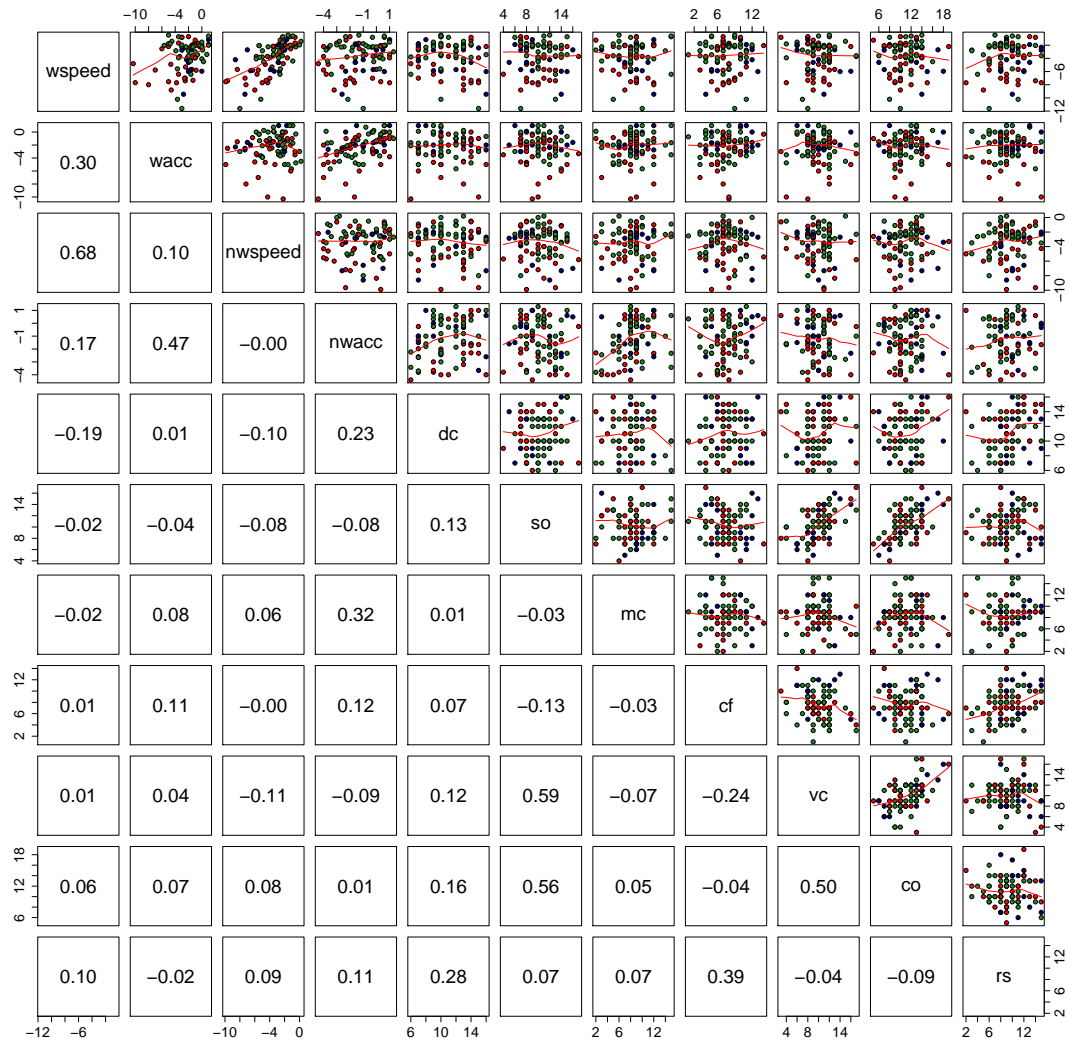 −10 −4 0 −4 −1 1 4 8 14 2 6 12 6 12 18
wspeed −12 −6
0.30 wacc −10 −4 0
0.68 0.10 nwspeed −10 −4 0
0.17 0.47 −0.00 nwacc −4 −1 1
−0.19 0.01 −0.10 0.23 dc 6 10 14
−0.02 −0.04 −0.08 −0.08 0.13 so 4 8 14
−0.02 0.08 0.06 0.32 0.01 −0.03 mc 2 6 12
0.01 0.11 −0.00 0.12 0.07 −0.13 −0.03 cf 2 6 12
0.01 0.04 −0.11 −0.09 0.12 0.59 −0.07 −0.24 vc 4 8 14
0.06 0.07 0.08 0.01 0.16 0.56 0.05 −0.04 0.50 co 6 12 18
0.10 −0.02 0.09 0.11 0.28 0.07 0.07 0.39 −0.04 −0.09 rs 2 6 12
−12 −6 −10 −4 0 6 10 14 2 6 12 4 8 14 2 6 12